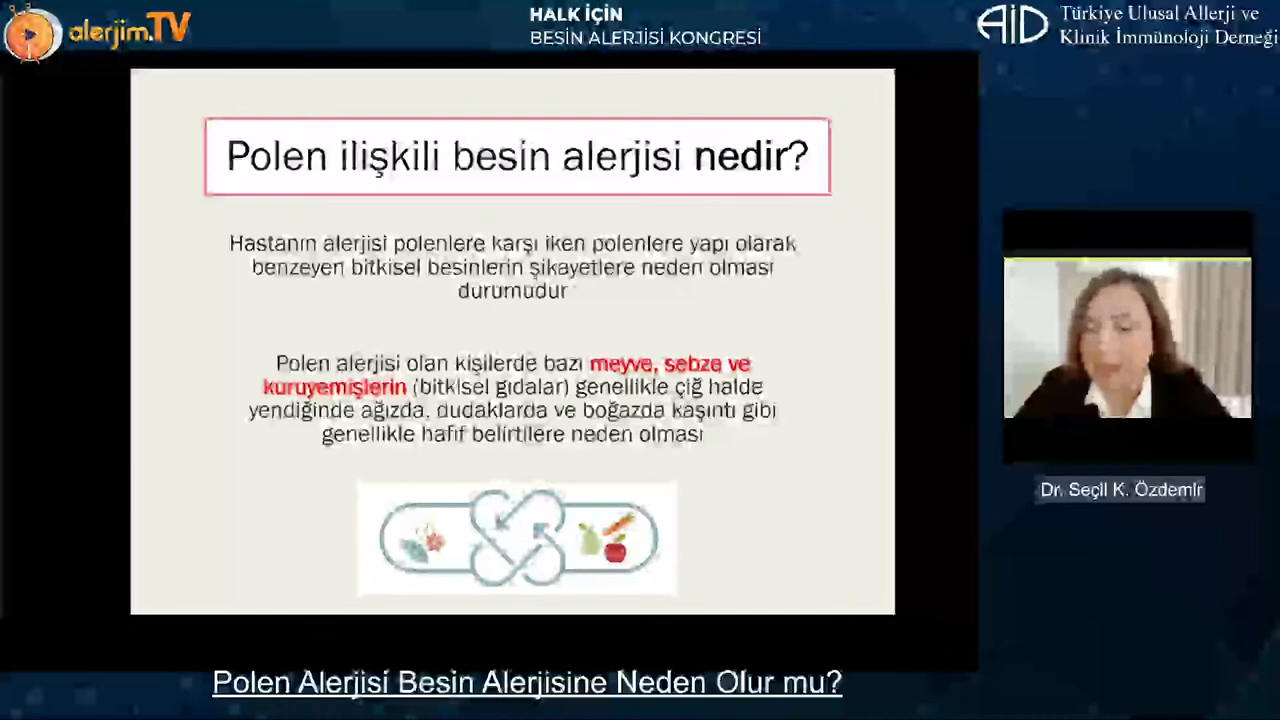 alerjim.TV
HALK İÇİN
BESİN ALERJİSİ KONGRESİ
AİD
Türkiye Ulusal Allerji ve
Klinik İmmünoloji Derneği
Polen ilişkili besin alerjisi nedir?
Hastanın alerjisi polenlere karşı iken polenlere yapı olarak
benzeyen bitkisel besinlerin şikayetlere neden olması
durumudur
Polen alerjisi olan kişilerde bazı meyve, sebze ve
kuruyemişlerin (bitkisel gıdalar) genellikle çiğ halde
yendiğinde ağızda, dudaklarda ve boğazda kaşıntı gibi
genellikle hafif belirtilere neden olması
Dr. Seçil K. Özdemir
Polen Alerjisi Besin Alerjisine Neden Olur mu?